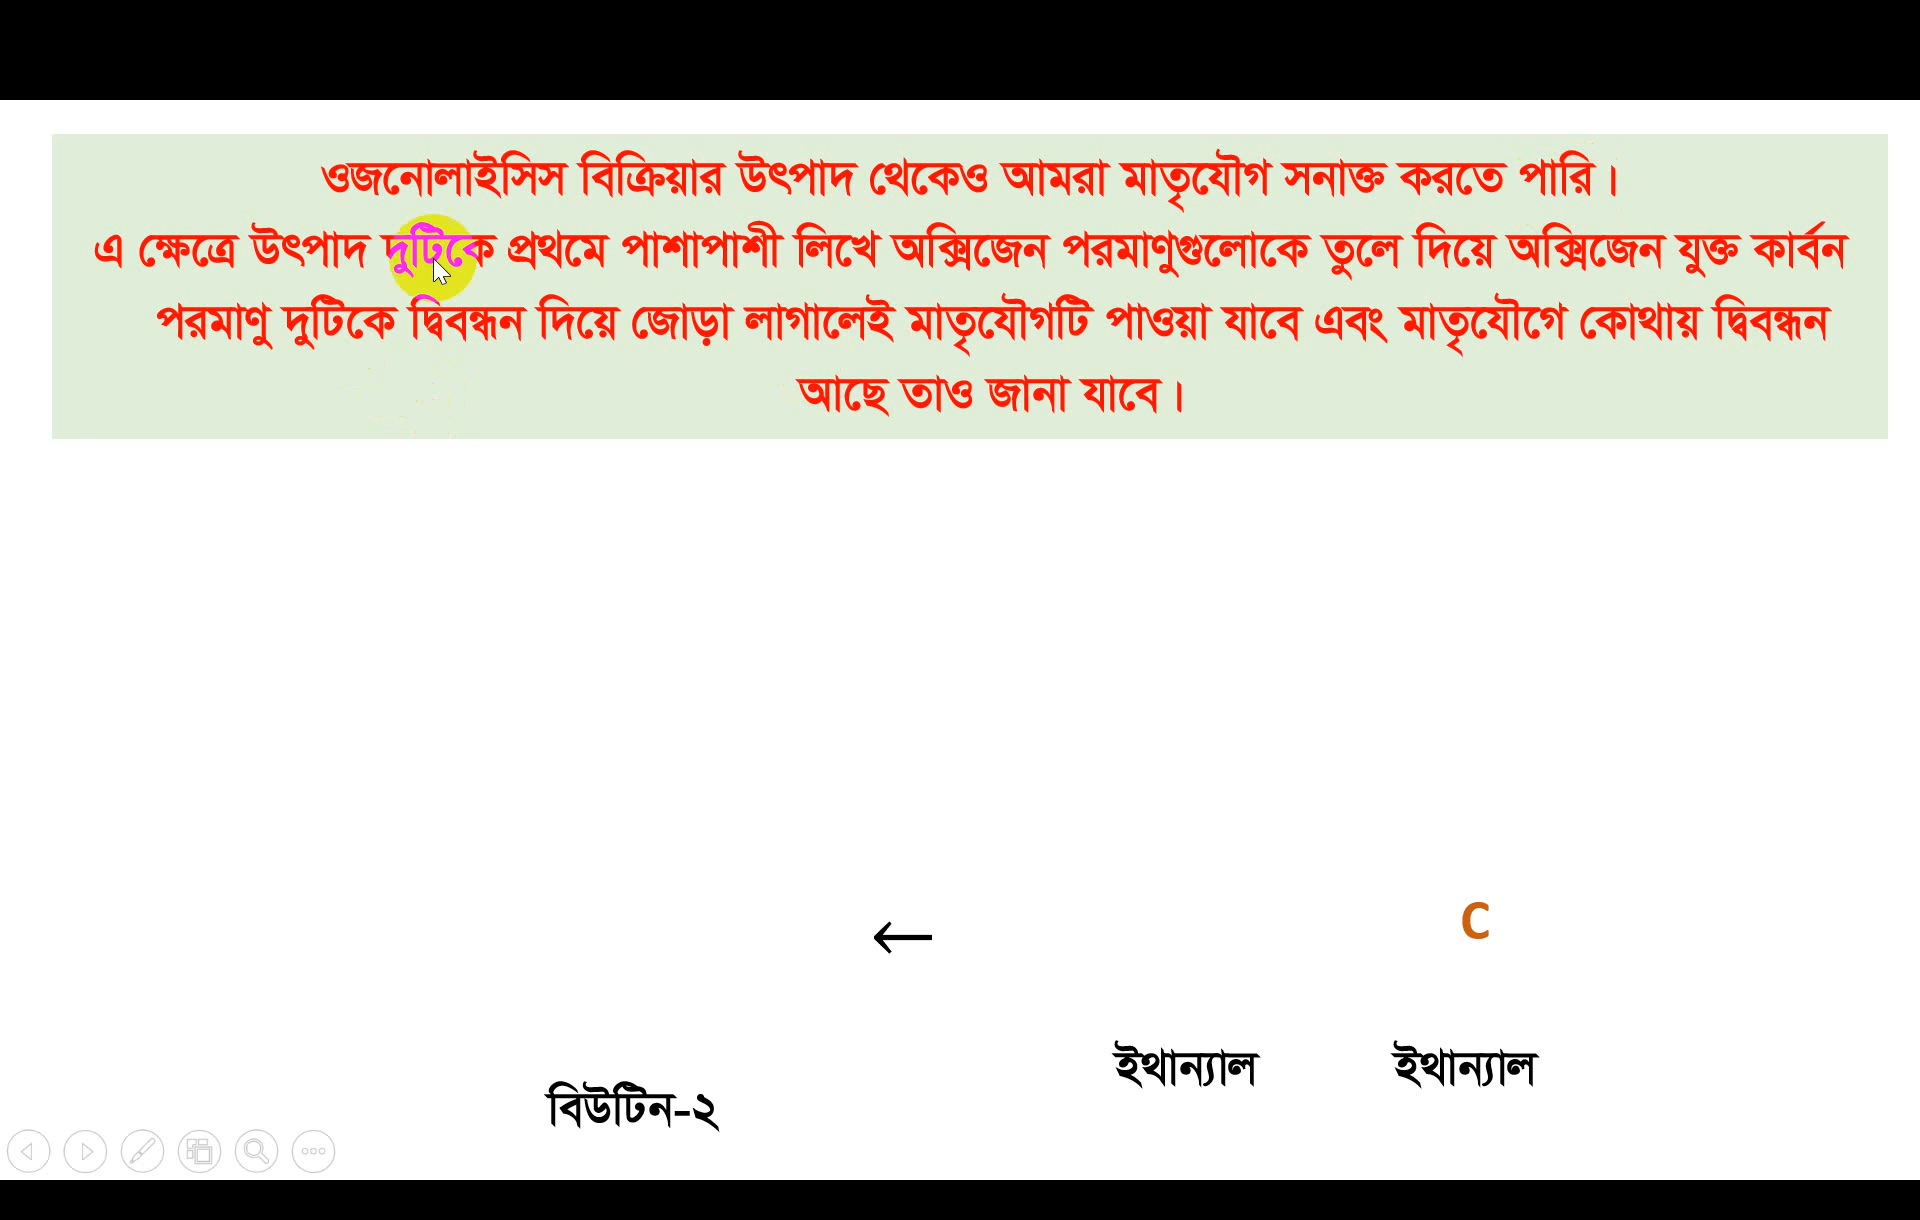 ওজনোলাইসিস বিক্রিয়ার উৎপাদ থেকেও আমরা মাতৃযৌগ সনাক্ত করতে পারি।
এ ক্ষেত্রে উৎপাদ দুটিকে প্রথমে পাশাপাশী লিখে অক্সিজেন পরমাণুগুলোকে তুলে দিয়ে অক্সিজেন যুক্ত কার্বন
পরমাণু দুটিকে দ্বিবন্ধন দিয়ে জোড়া লাগালেই মাতৃযৌগটি পাওয়া যাবে এবং মাতৃযৌগে কোথায় দ্বিবন্ধন
আছে তাও জানা যাবে।
←
C
ইথান্যাল ইথান্যাল
বিউটিন-২